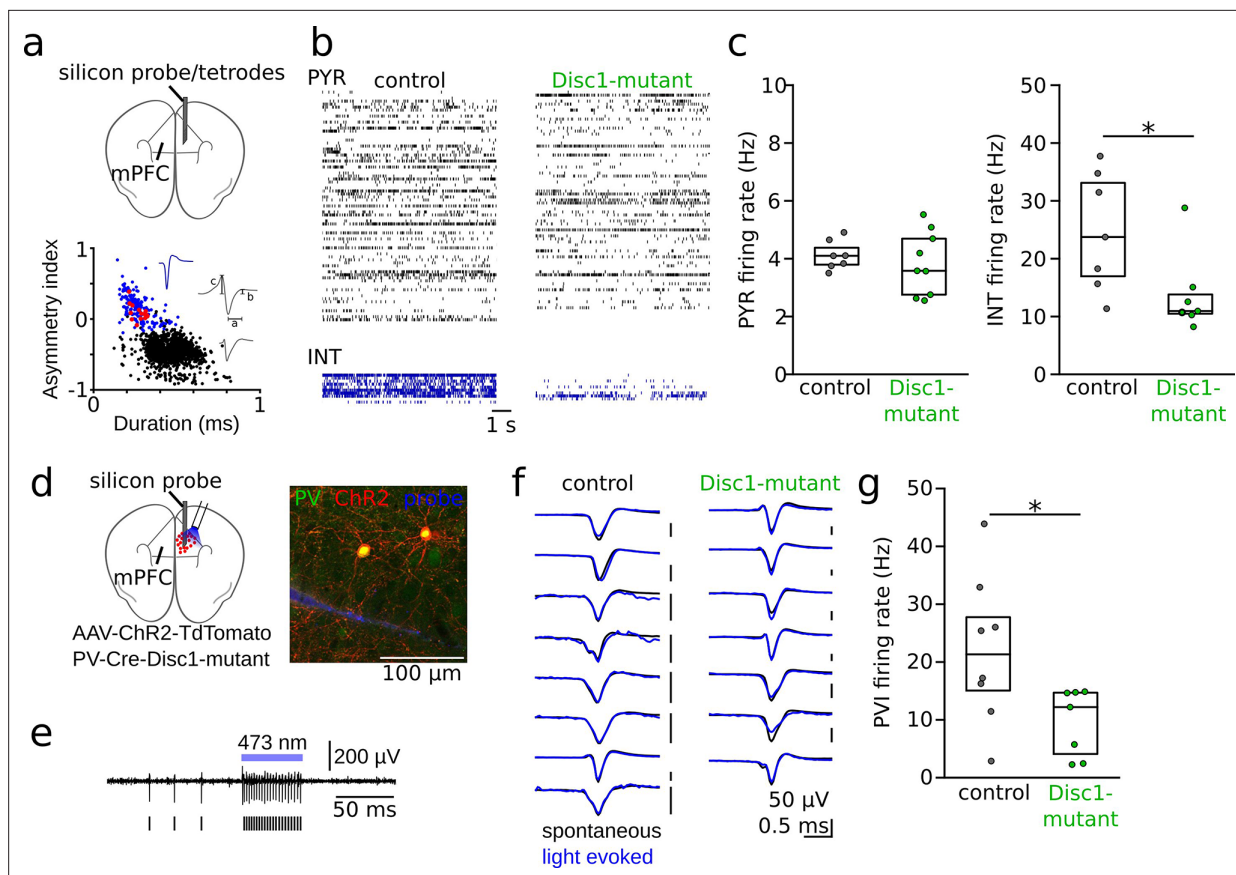 a
silicon probe/tetrodes
mPFC
Asymmetry index
1
0
-1
0
1
Duration (ms)
c
b
a
b
PYR
control
Disc1-mutant
INT
1 s
c
PYR firing rate (Hz)
10
8
6
4
2
0
control
Disc1-
mutant
INT firing rate (Hz)
50
40
30
20
10
0
*
control
Disc1-
mutant
d
silicon probe
mPFC
AAV-ChR2-TdTomato
PV-Cre-Disc1-mutant
PV ChR2 probe
100 µm
e
473 nm
200 µV
50 ms
f
control
Disc1-mutant
50 µV
0.5 ms
spontaneous
light evoked
g
PVI firing rate (Hz)
50
40
30
20
10
0
*
control
Disc1-
mutant